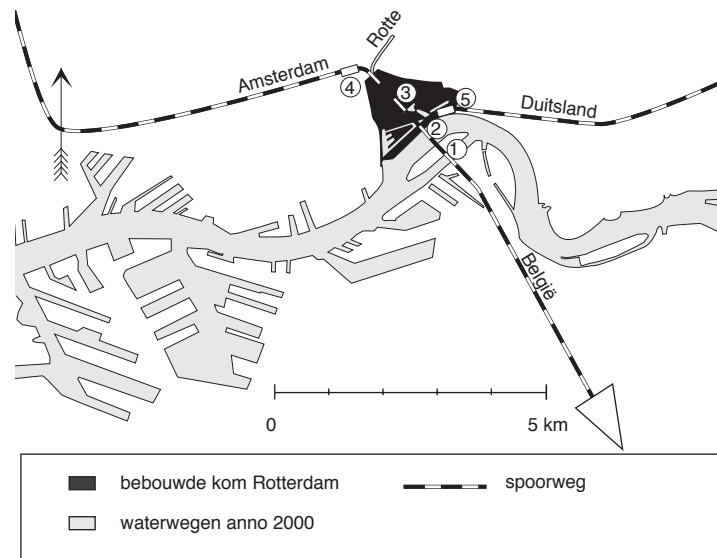 Rotte
Amsterdam
3
5
4
Duitsland
2
1
België
0
5 km
bebouwde kom Rotterdam
spoorweg
waterwegen anno 2000